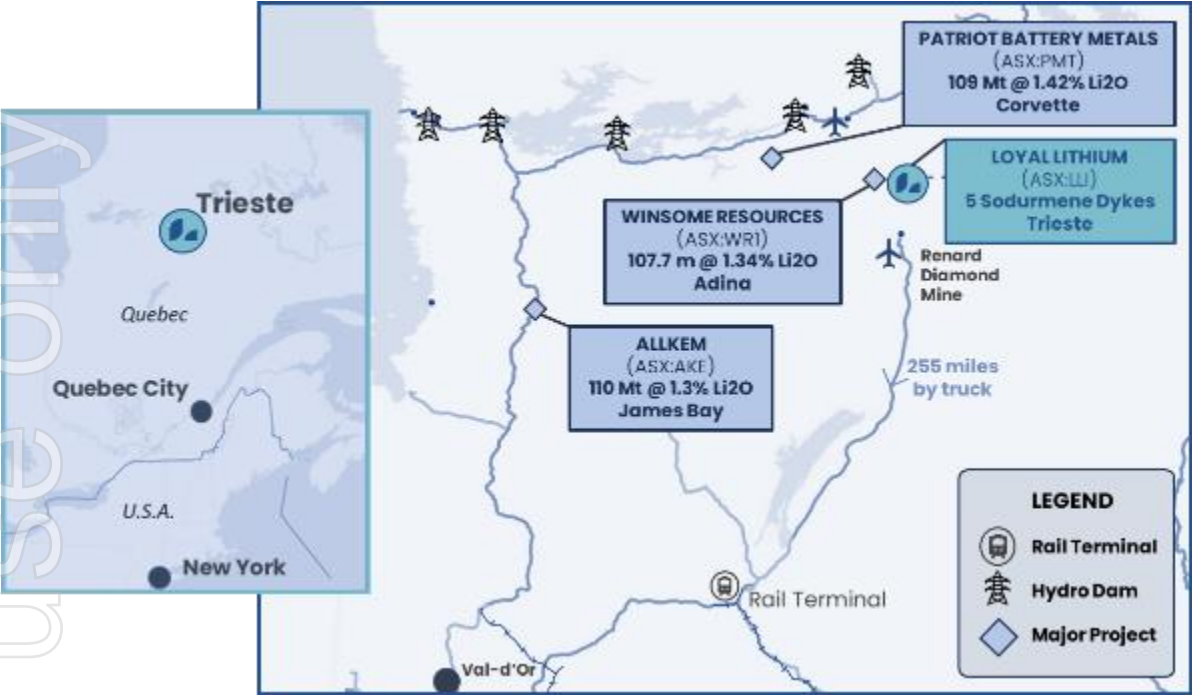 use only
Trieste
Quebec
Quebec City
U.S.A.
New York
PATRIOT BATTERY METALS
(ASX:PMT)
109 Mt @ 1.42% Li2O
Corvette
LOYAL LITHIUM
(ASX:LLI)
5 Sodurmene Dykes
Trieste
WINSOME RESOURCES
(ASX:WR1)
107.7 m @ 1.34% Li2O
Adina
Renard
Diamond
Mine
ALLKEM
(ASX:AKE)
110 Mt @ 1.3% Li2O
James Bay
255 miles
by truck
Rail Terminal
Val-d'Or
LEGEND
Rail Terminal
Hydro Dam
Major Project